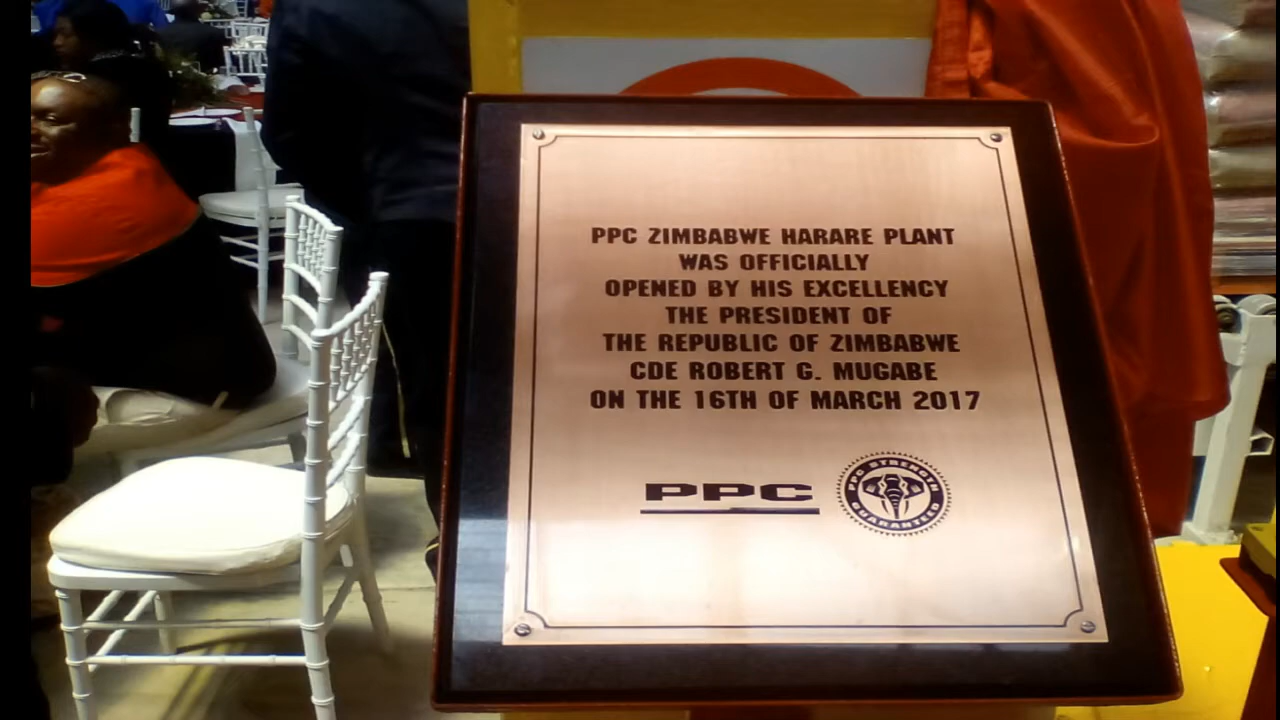 PPC ZIMBABWE HARARE PLANT
WAS OFFICIALLY
OPENED BY HIS EXCELLENCY
THE PRESIDENT OF
THE REPUBLIC OF ZIMBABWE
CDE ROBERT G. MUGABE
ON THE 16TH OF MARCH 2017
PPC
PPC STRENGTH
GUARANTEED